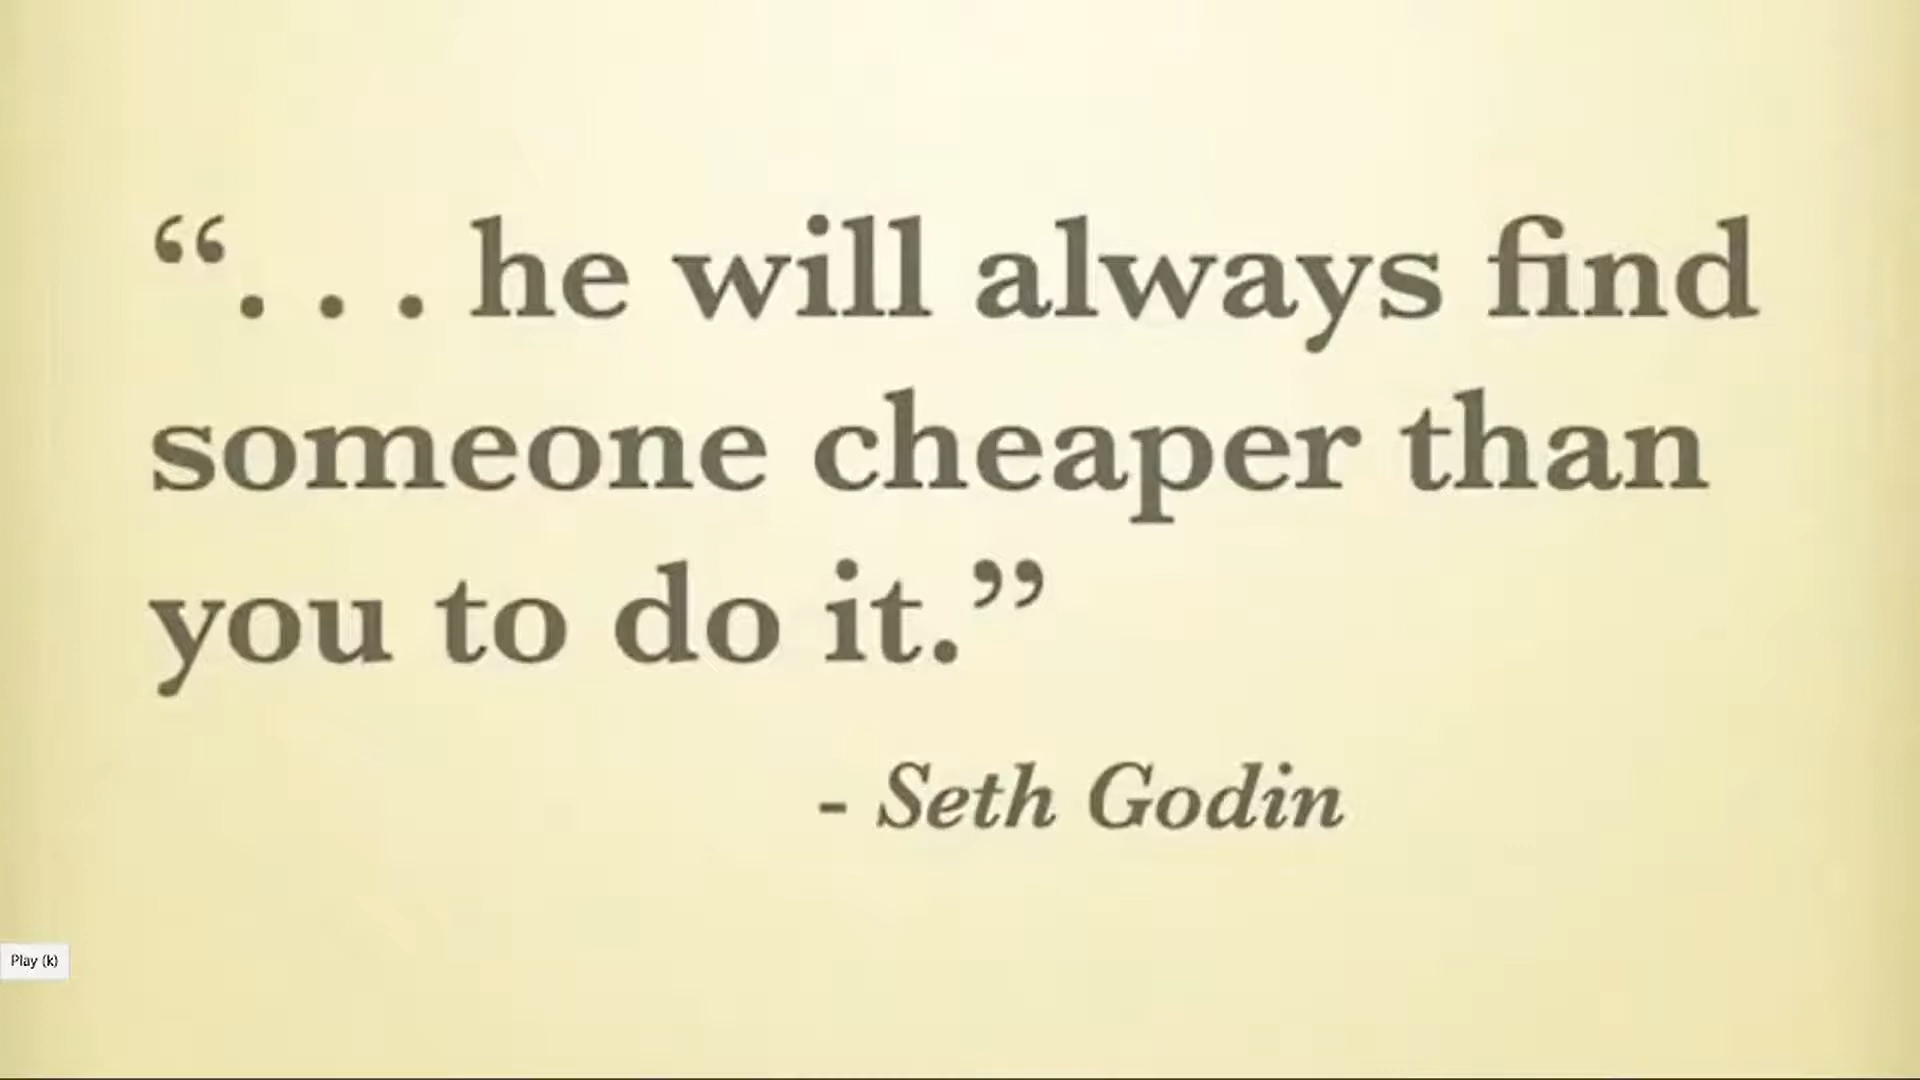 “. . . he will always find
someone cheaper than
you to do it.”
- Seth Godin
Play (k)